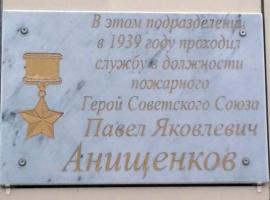 В этом подразделении
в 1939 году проходил
службу в должности
пожарного
Герой Советского Союза
Павел Яковлевич
Анищенков